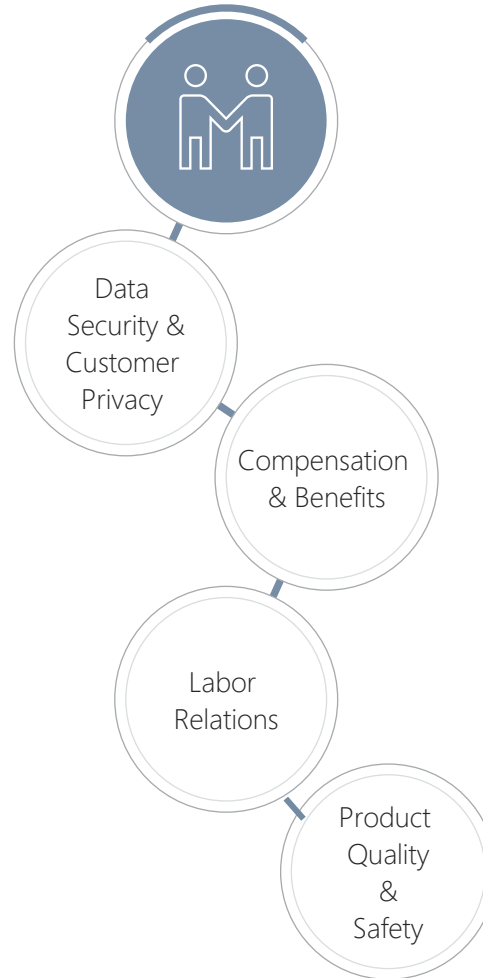 Data
Security &
Customer
Privacy
Compensation
& Benefits
Labor
Relations
Product
Quality
&
Safety